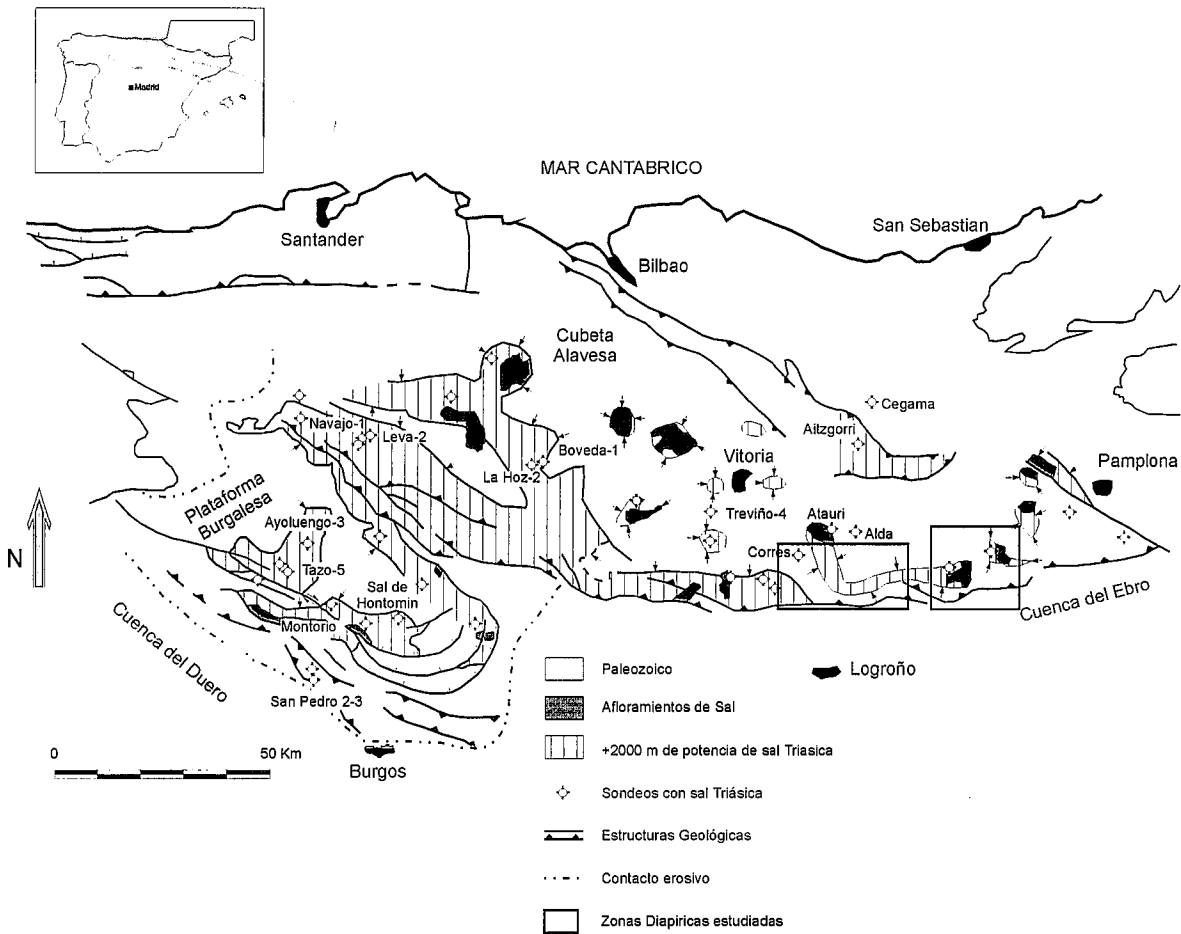 Madrid
MAR CANTABRICO
Santander
San Sebastian
Bilbao
Cubeta
Alavesa
Cegama
Navajo-1
Aitzgorri
Leva-2
Boveda-1
Vitoria
Pamplona
La Hoz-2
Plataforma
Burgalesa
Ayoluengo-3
Treviño-4
Atauri
Alda
Corres
N
Tazo-5
Sal de
Hontomin
Cuenca del Ebro
Montorio
Cuenca del Duero
San Pedro 2-3
Burgos
0 50 Km
Paleozoico
Logroño
Afloramientos de Sal
+2000 m de potencia de sal Triasica
Sondeos con sal Triásica
Estructuras Geológicas
Contacto erosivo
Zonas Diapiricas estudiadas